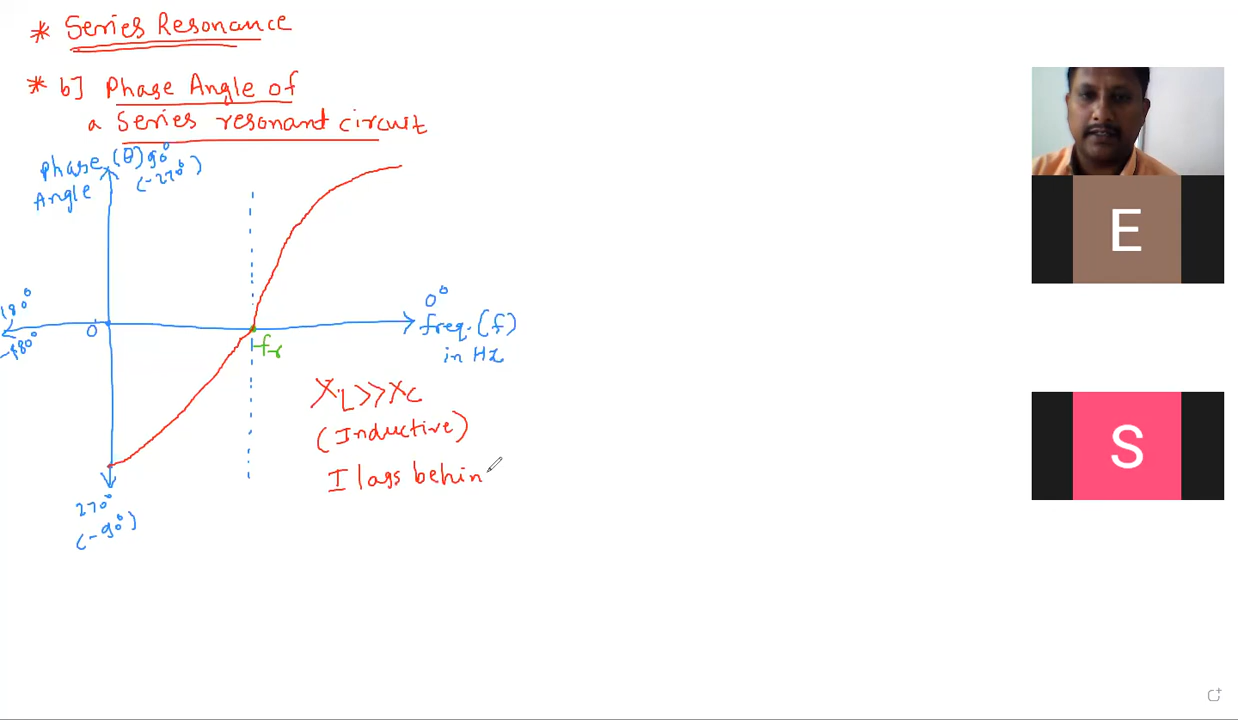 * Series Resonance
* b] Phase Angle of
a Series resonant circuit
Phase (θ) 90°
Angle (-270°)
180°
-180°
0
fr
0°
freq. (f)
in Hz
XL>>XC
(Inductive)
I lags behin
270°
(-90°)
E
S